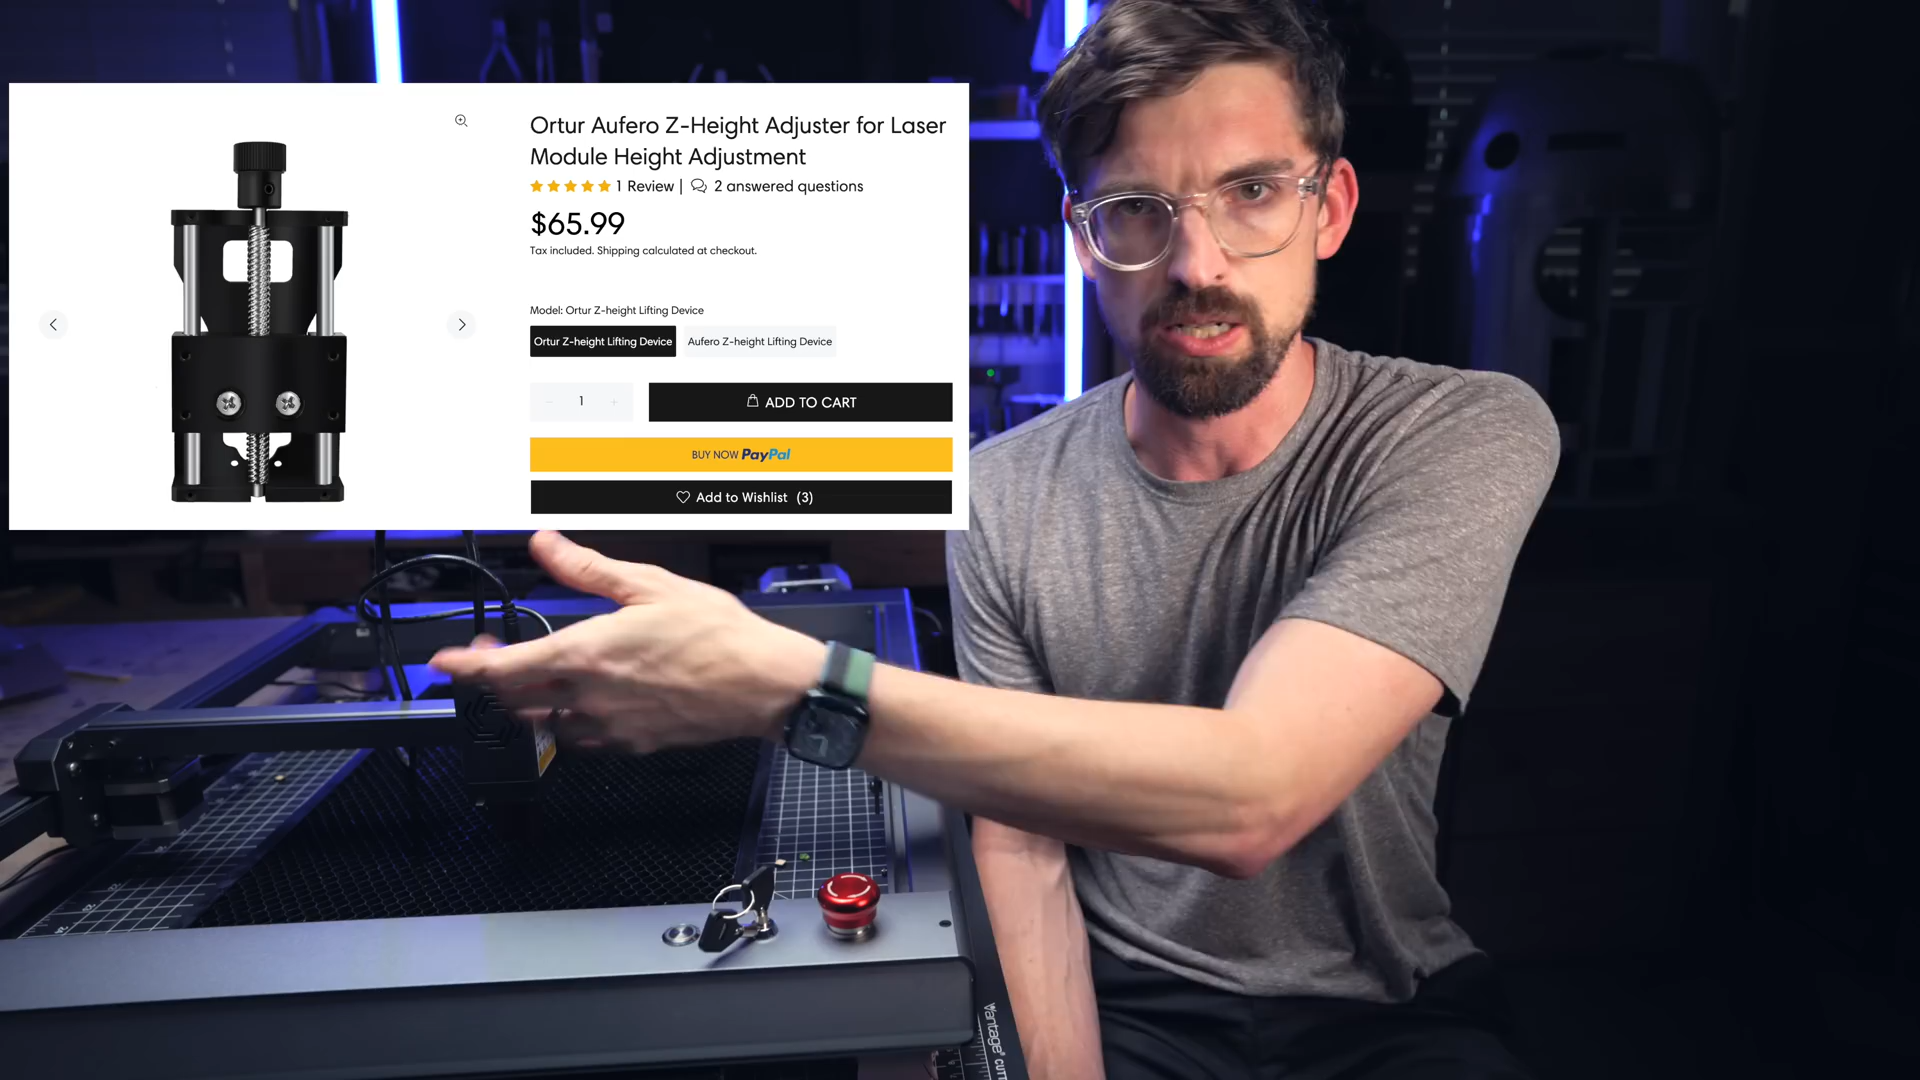 Ortur Aufero Z-Height Adjuster for Laser
Module Height Adjustment
1 Review | 2 answered questions
$65.99
Tax included. Shipping calculated at checkout.
Model: Ortur Z-height Lifting Device
Ortur Z-height Lifting Device Aufero Z-height Lifting Device
- 1 + ADD TO CART
BUY NOW PayPal
Add to Wishlist (3)
Vantage